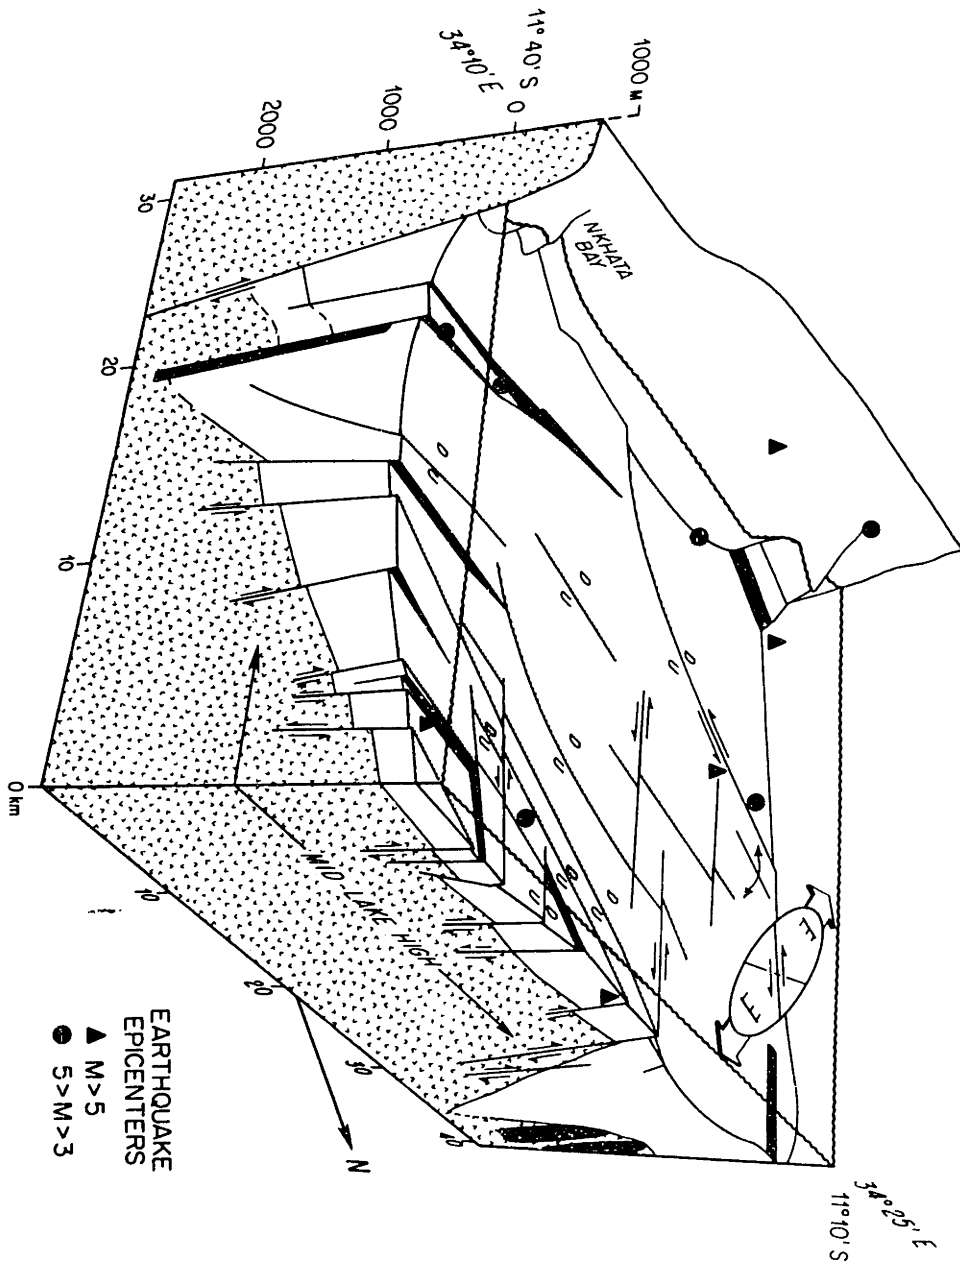 1000 M
11° 40' S
34° 10' E
0
1000
2000
NKHATA
BAY
30
20
10
0 km
10
20
30
40
MID LAKE HIGH
N
34° 25' E
11° 10' S
EARTHQUAKE
EPICENTERS
▲ M>5
● 5>M>3